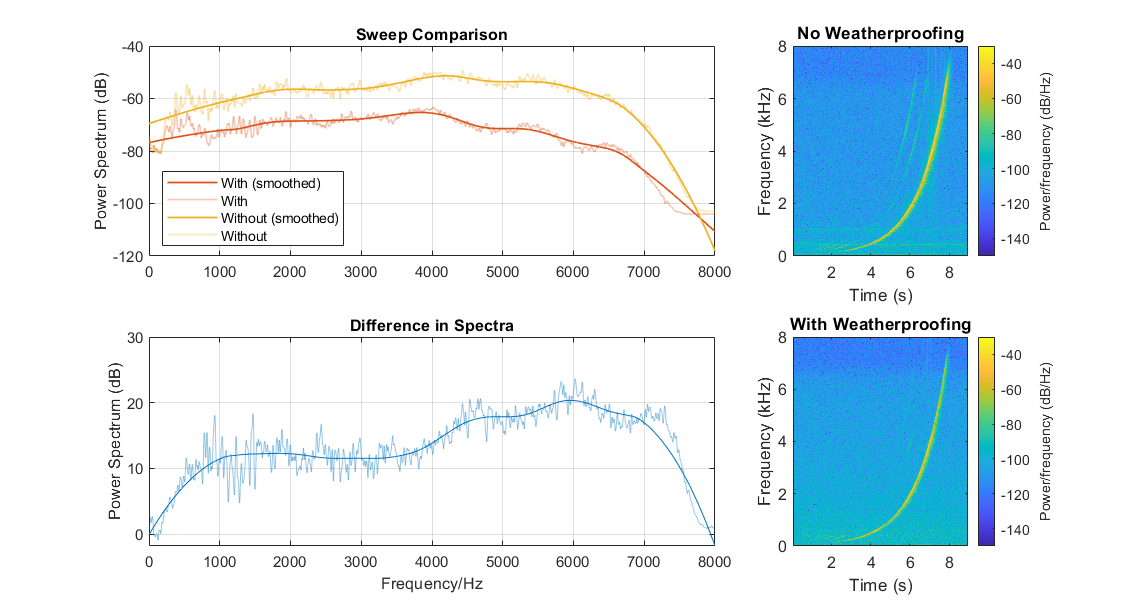 Sweep Comparison
Power Spectrum (dB)
-40
-60
-80
-100
-120
With (smoothed)
With
Without (smoothed)
Without
0 1000 2000 3000 4000 5000 6000 7000 8000
No Weatherproofing
Frequency (kHz)
8
6
4
2
0
2 4 6 8
Time (s)
-40
-60
-80
-100
-120
-140
Power/frequency (dB/Hz)
Difference in Spectra
Power Spectrum (dB)
30
20
10
0
0 1000 2000 3000 4000 5000 6000 7000 8000
Frequency/Hz
With Weatherproofing
Frequency (kHz)
8
6
4
2
0
2 4 6 8
Time (s)
-40
-60
-80
-100
-120
-140
Power/frequency (dB/Hz)